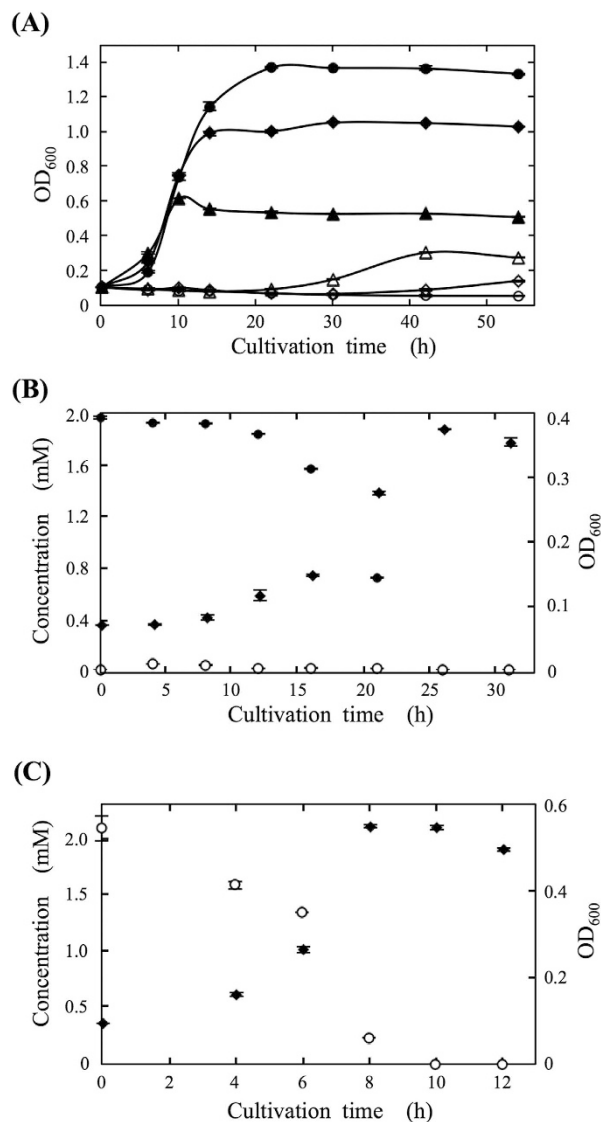 (A)
1.4
1.2
1.0
0.8
0.6
0.4
0.2
0
OD600
0 10 20 30 40 50
Cultivation time (h)
(B)
2.0
1.6
1.2
0.8
0.4
0
Concentration (mM)
0.4
0.3
0.2
0.1
0
OD600
0 5 10 15 20 25 30
Cultivation time (h)
(C)
2.0
1.5
1.0
0.5
0
Concentration (mM)
0.6
0.4
0.2
0
OD600
0 2 4 6 8 10 12
Cultivation time (h)